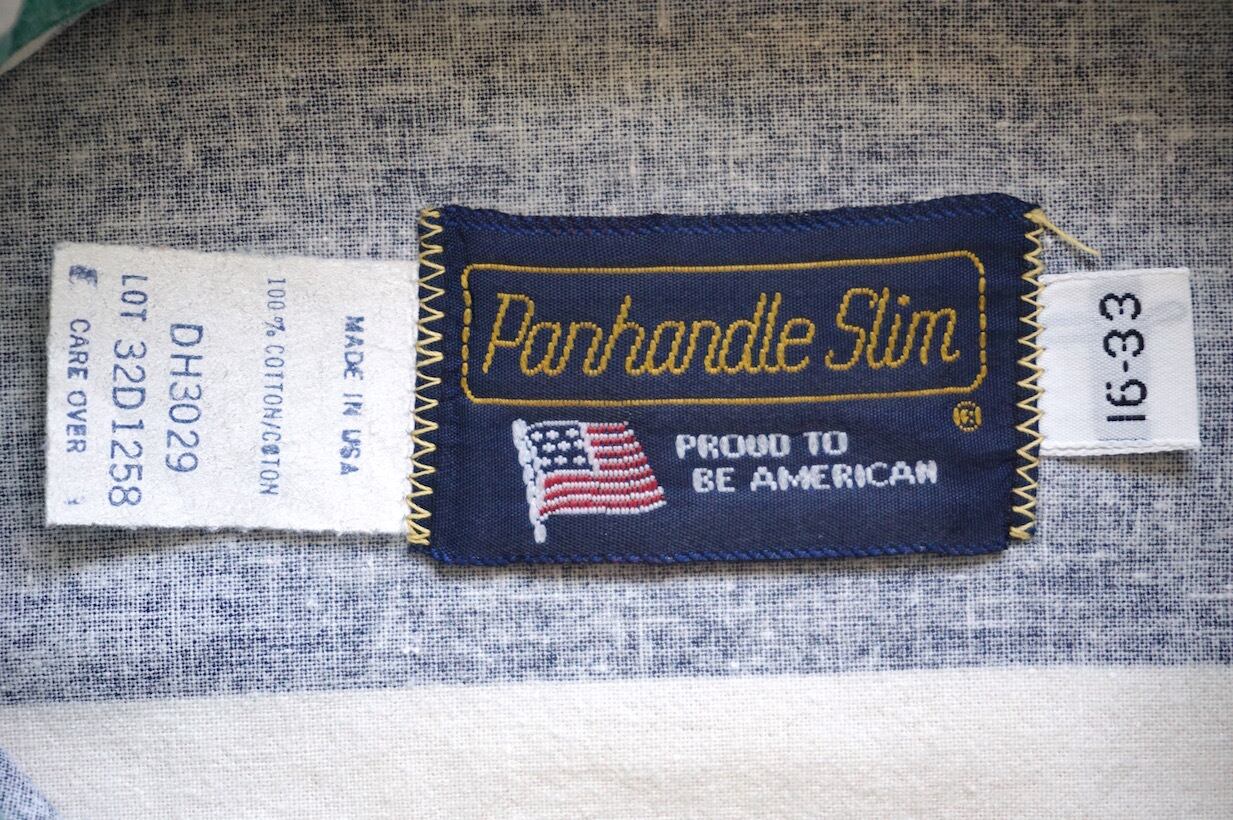 Panhandle Slim
®
PROUD TO
BE AMERICAN
16-33
MADE IN USA
100% COTTON/COTON
DH3029
LOT 32D1258
CARE OVER